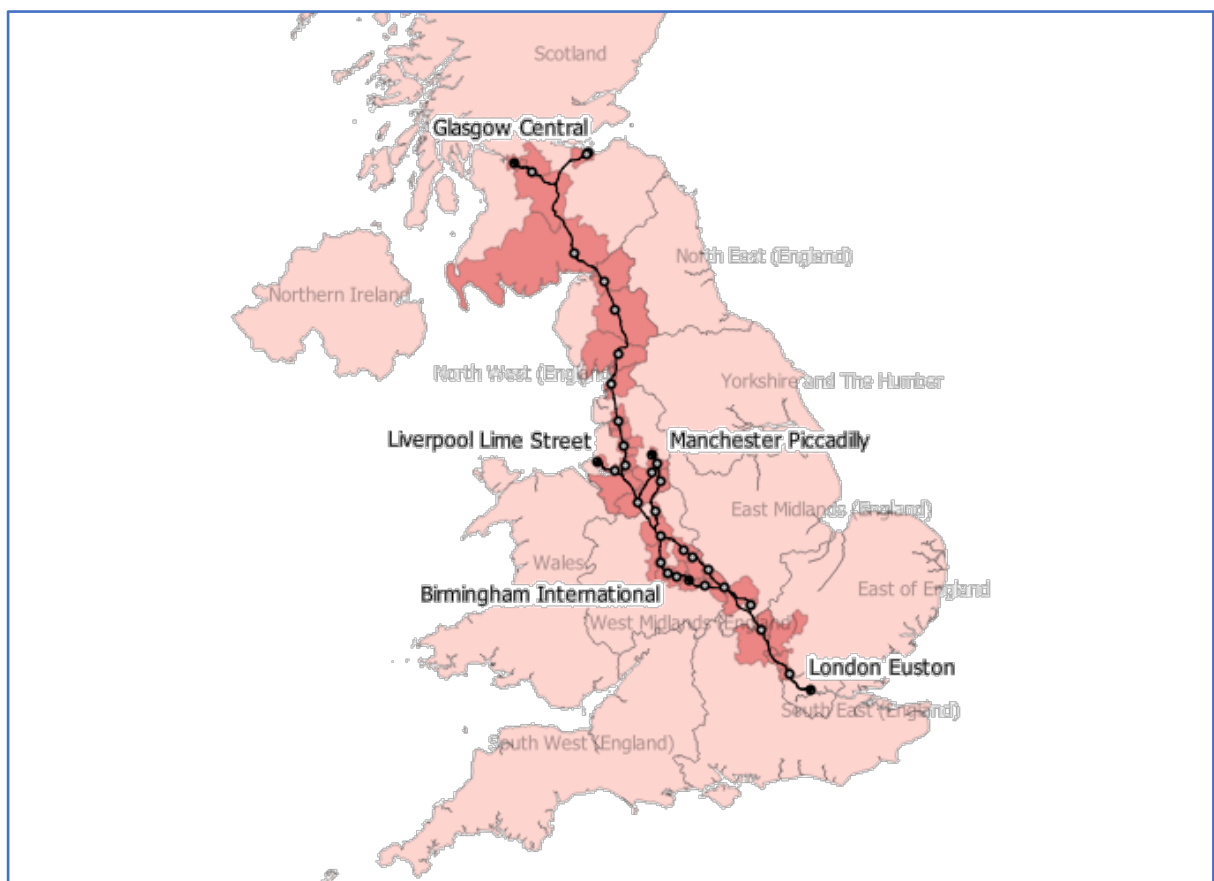 Scotland
Glasgow Central
North East (England)
Northern Ireland
North West (England)
Yorkshire and The Humber
Liverpool Lime Street
Manchester Piccadilly
East Midlands (England)
Wales
East of England
Birmingham International
West Midlands (England)
London Euston
South East (England)
South West (England)